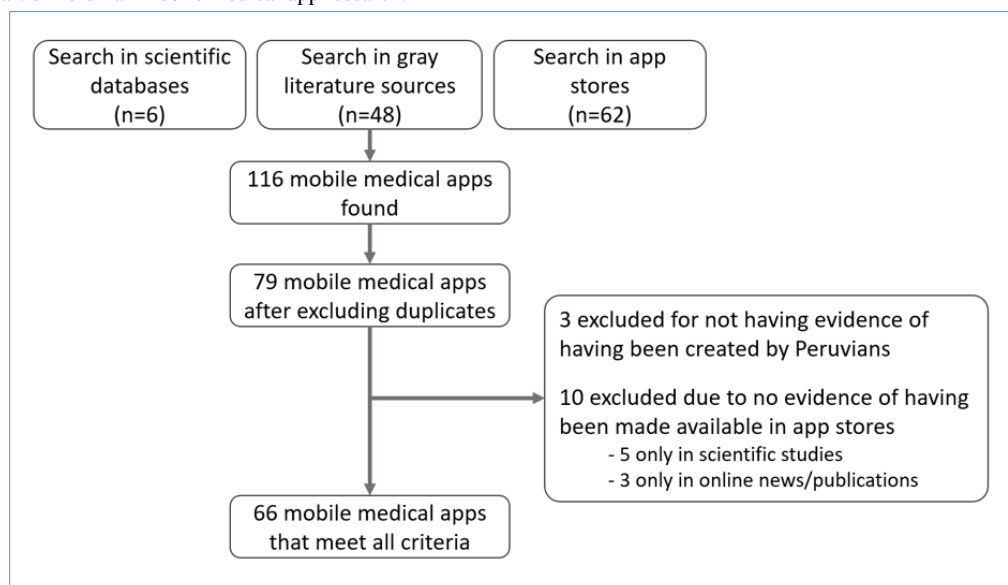 Search in scientific
databases
(n=6)
Search in gray
literature sources
(n=48)
Search in app
stores
(n=62)
116 mobile medical apps
found
79 mobile medical apps
after excluding duplicates
3 excluded for not having evidence of
having been created by Peruvians
10 excluded due to no evidence of having
been made available in app stores
- 5 only in scientific studies
- 3 only in online news/publications
66 mobile medical apps
that meet all criteria